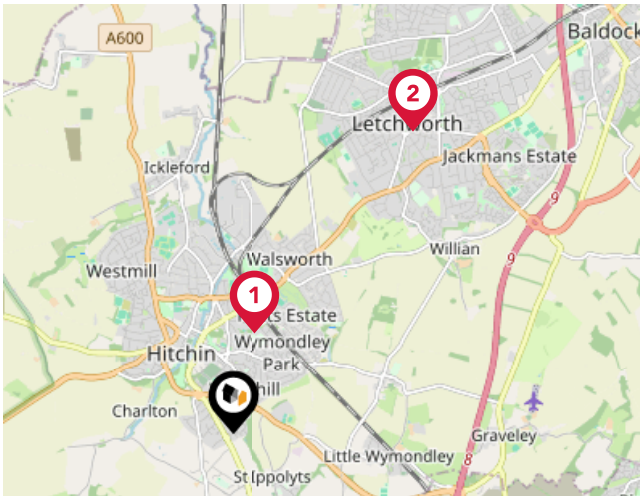 A600
Baldock
2
Letchworth
Jackmans Estate
Ickleford
9
Willian
Walsworth
9
Westmill
1
ts Estate
Wymondley
Park
Hitchin
hill
Charlton
Graveley
Little Wymondley
8
St Ippolyts